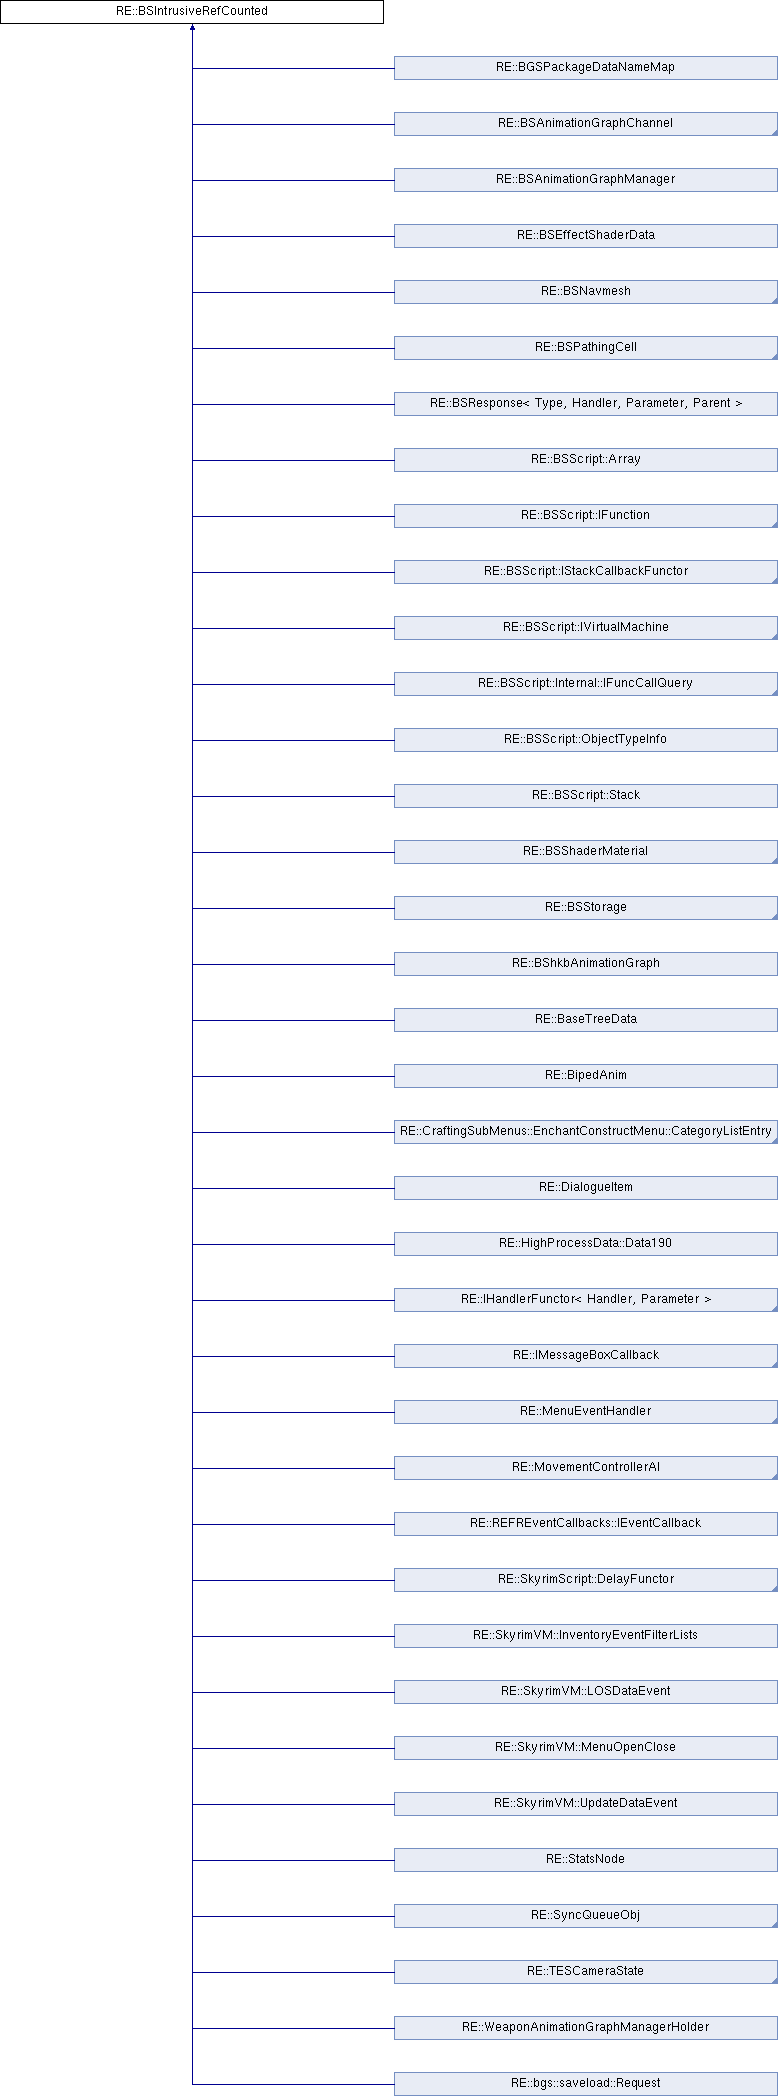 RE::BSIntrusiveRefCounted
RE::BGSPackageDataNameMap
RE::BSAnimationGraphChannel
RE::BSAnimationGraphManager
RE::BSEffectShaderData
RE::BSNavmesh
RE::BSPathingCell
RE::BSResponse< Type, Handler, Parameter, Parent >
RE::BSScript::Array
RE::BSScript::IFunction
RE::BSScript::IStackCallbackFunctor
RE::BSScript::IVirtualMachine
RE::BSScript::Internal::IFuncCallQuery
RE::BSScript::ObjectTypeInfo
RE::BSScript::Stack
RE::BSShaderMaterial
RE::BSStorage
RE::BShkbAnimationGraph
RE::BaseTreeData
RE::BipedAnim
RE::CraftingSubMenus::EnchantConstructMenu::CategoryListEntry
RE::DialogueItem
RE::HighProcessData::Data190
RE::IHandlerFunctor< Handler, Parameter >
RE::IMessageBoxCallback
RE::MenuEventHandler
RE::MovementControllerAI
RE::REFREventCallbacks::IEventCallback
RE::SkyrimScript::DelayFunctor
RE::SkyrimVM::InventoryEventFilterLists
RE::SkyrimVM::LOSDataEvent
RE::SkyrimVM::MenuOpenClose
RE::SkyrimVM::UpdateDataEvent
RE::StatsNode
RE::SyncQueueObj
RE::TESCameraState
RE::WeaponAnimationGraphManagerHolder
RE::bgs::saveload::Request